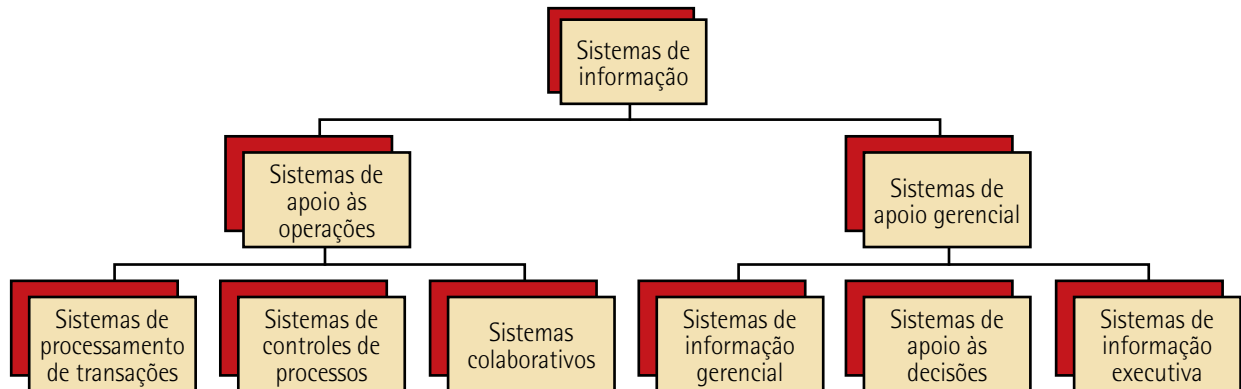 Sistemas de
informação
Sistemas de
apoio às
operações
Sistemas de
apoio gerencial
Sistemas de
processamento
de transações
Sistemas de
controles de
processos
Sistemas
colaborativos
Sistemas de
informação
gerencial
Sistemas de
apoio às
decisões
Sistemas de
informação
executiva